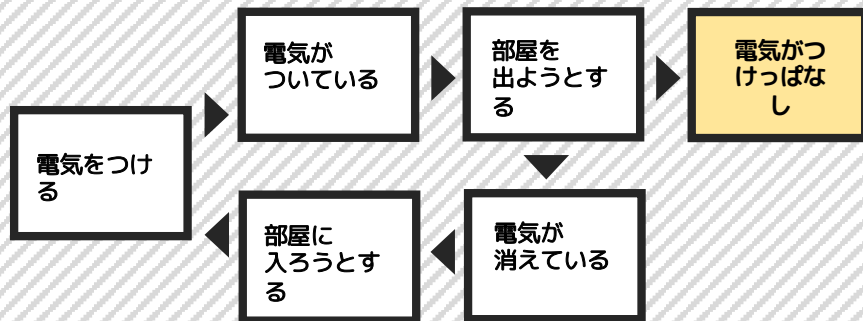 電気が
ついている
部屋を
出ようとす
る
電気がつ
けっぱな
し
電気をつけ
る
部屋に
入ろうとす
る
電気が
消えている